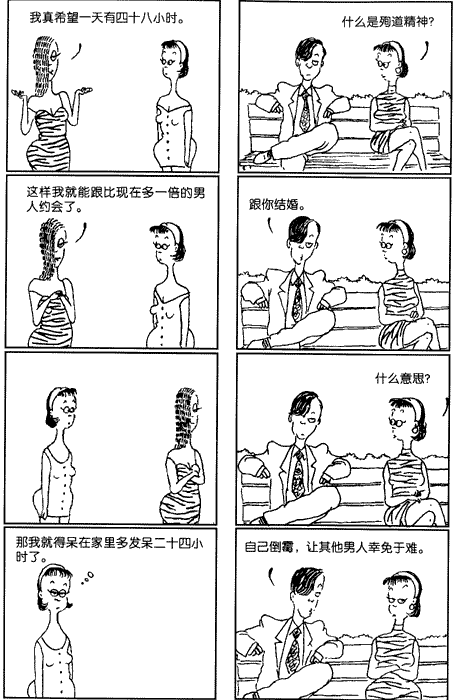 我真希望一天有四十八小时。
这样我就能跟比现在多一倍的男
人约会了。
那我就得呆在家里多发呆二十四小
时了。
什么是殉道精神?
跟你结婚。
什么意思?
自己倒霉，让其他男人幸免于难。